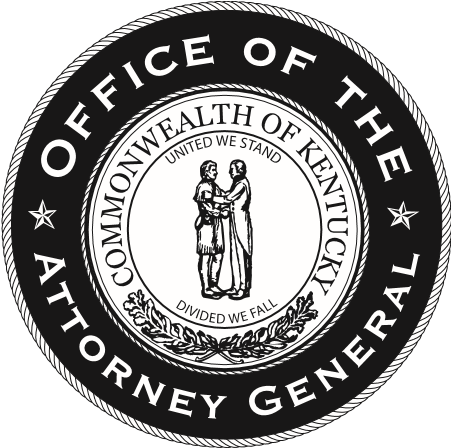 OFFICE OF THE
ATTORNEY GENERAL
COMMONWEALTH OF KENTUCKY
UNITED WE STAND
DIVIDED WE FALL